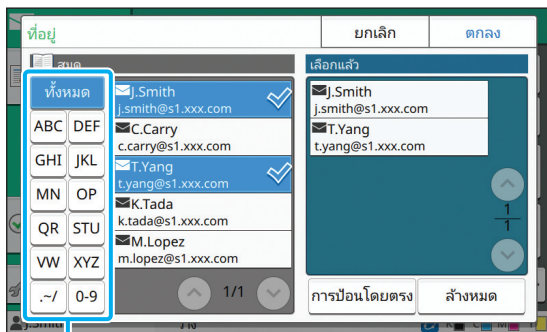 ที่อยู่
ยกเลิก
ตกลง
สมุด
เลือกแล้ว
ทั้งหมด
ABC DEF
GHI JKL
MN OP
QR STU
VW XYZ
.~/ 0-9
J.Smith
j.smith@s1.xxx.com
C.Carry
c.carry@s1.xxx.com
T.Yang
t.yang@s1.xxx.com
K.Tada
k.tada@s1.xxx.com
M.Lopez
m.lopez@s1.xxx.com
1/1
J.Smith
j.smith@s1.xxx.com
T.Yang
t.yang@s1.xxx.com
1
1
การป้อนโดยตรง
ล้างหมด
J.Smith